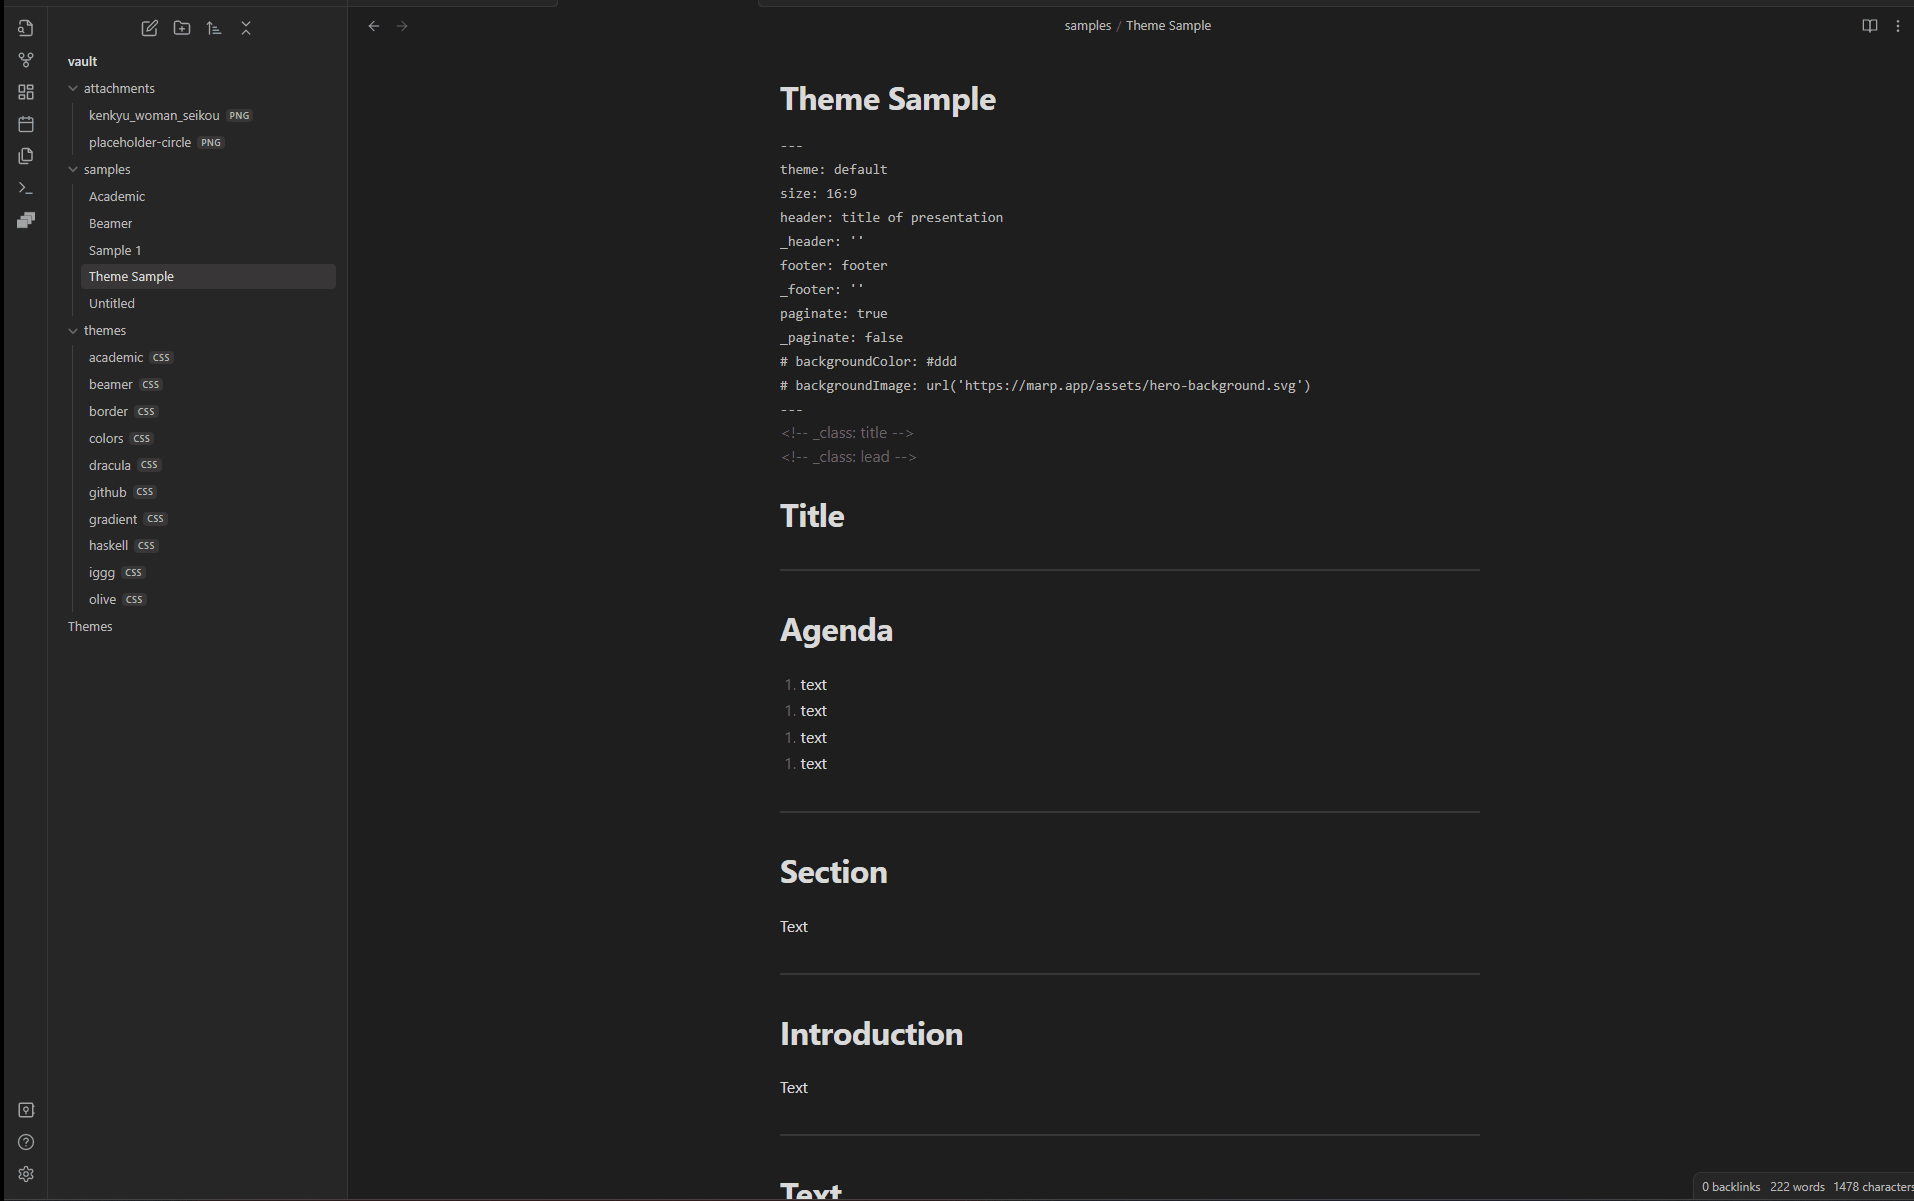 samples / Theme Sample
vault
attachments
kenkyu_woman_seikou PNG
placeholder-circle PNG
samples
Academic
Beamer
Sample 1
Theme Sample
Untitled
themes
academic CSS
beamer CSS
border CSS
colors CSS
dracula CSS
github CSS
gradient CSS
haskell CSS
iggg CSS
olive CSS
Themes
Theme Sample
---
theme: default
size: 16:9
header: title of presentation
_header: ''
footer: footer
_footer: ''
paginate: true
_paginate: false
# backgroundColor: #ddd
# backgroundImage: url('https://marp.app/assets/hero-background.svg')
---
<!-- _class: title -->
<!-- _class: lead -->
Title
Agenda
1. text
1. text
1. text
1. text
Section
Text
Introduction
Text
Text
0 backlinks 222 words 1478 characters